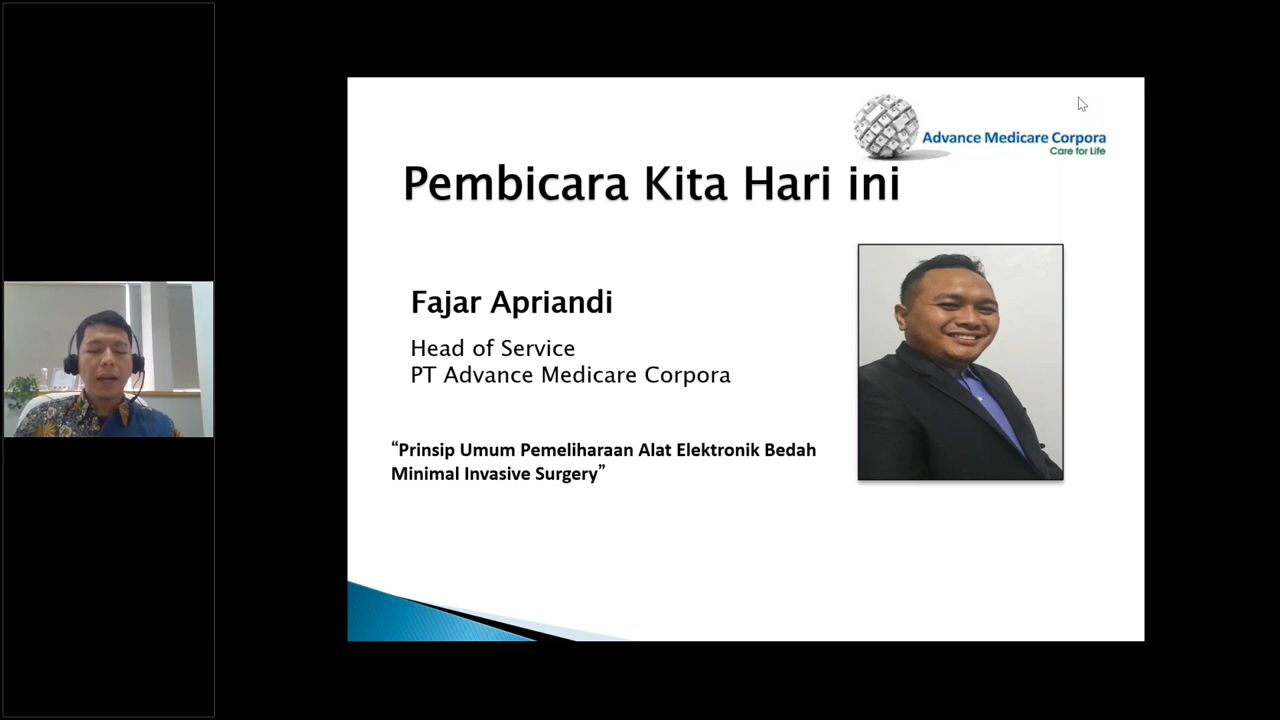 Advance Medicare Corpora
Care for Life
Pembicara Kita Hari ini
Fajar Apriandi
Head of Service
PT Advance Medicare Corpora
“Prinsip Umum Pemeliharaan Alat Elektronik Bedah
Minimal Invasive Surgery”